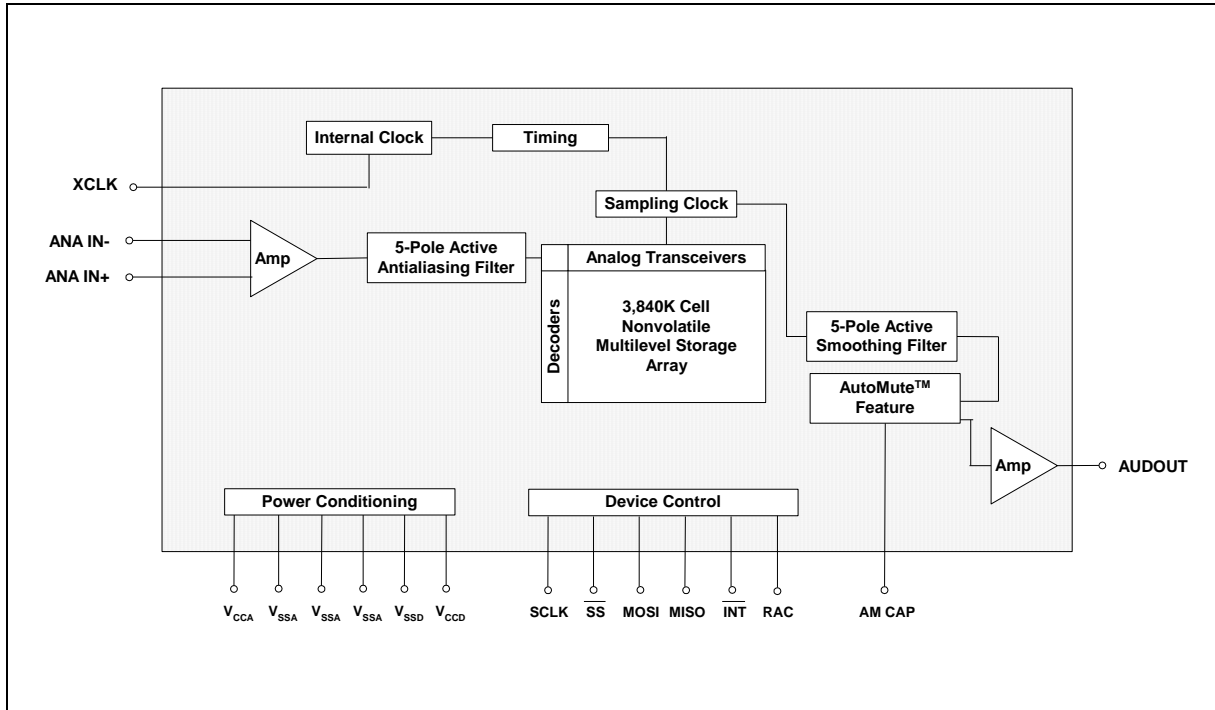 Internal Clock
Timing
XCLK
Sampling Clock
ANA IN-
ANA IN+
Amp
5-Pole Active
Antialiasing Filter
Analog Transceivers
Decoders
3,840K Cell
Nonvolatile
Multilevel Storage
Array
5-Pole Active
Smoothing Filter
AutoMute™
Feature
Amp
AUDOUT
Power Conditioning
Device Control
VCCA
VSSA
VSSA
VSSA
VSSD
VCCD
SCLK
SS
MOSI
MISO
INT
RAC
AM CAP